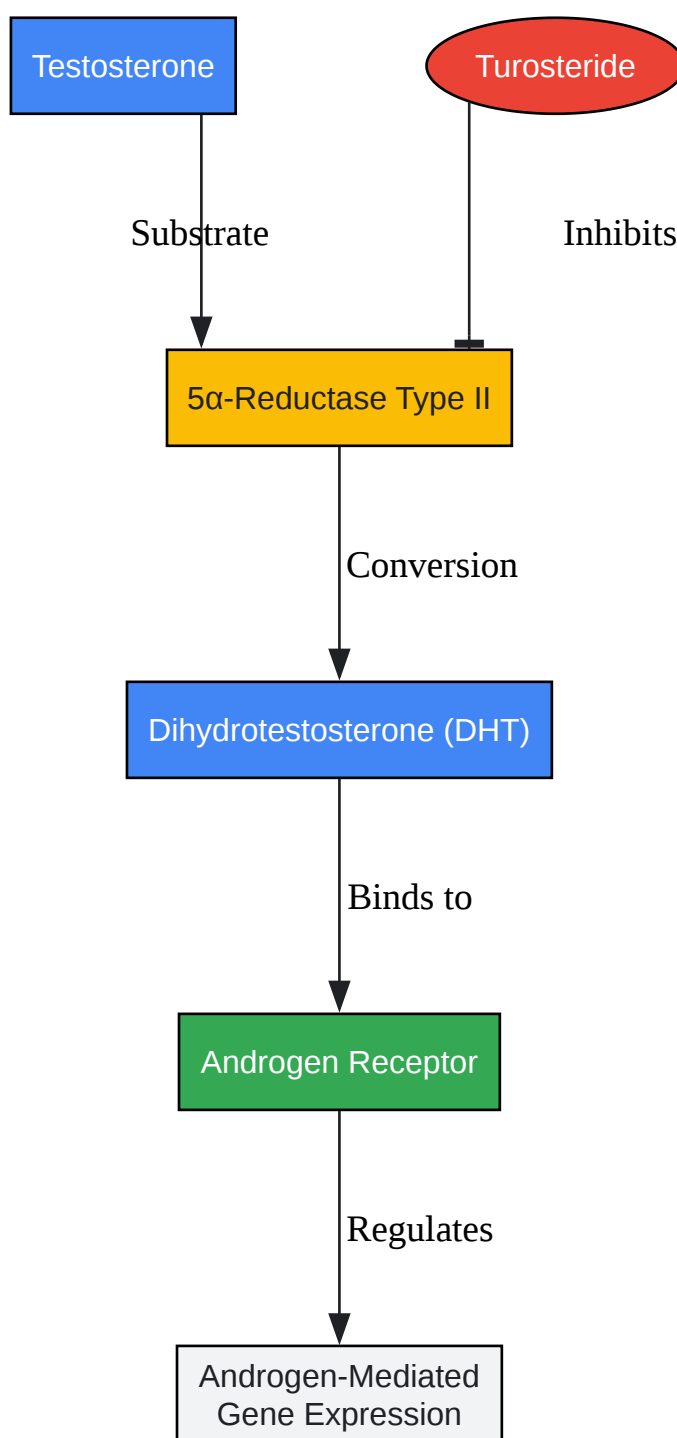 Testosterone
Turosteride
Substrate
Inhibits
5α-Reductase Type II
Conversion
Dihydrotestosterone (DHT)
Binds to
Androgen Receptor
Regulates
Androgen-Mediated
Gene Expression